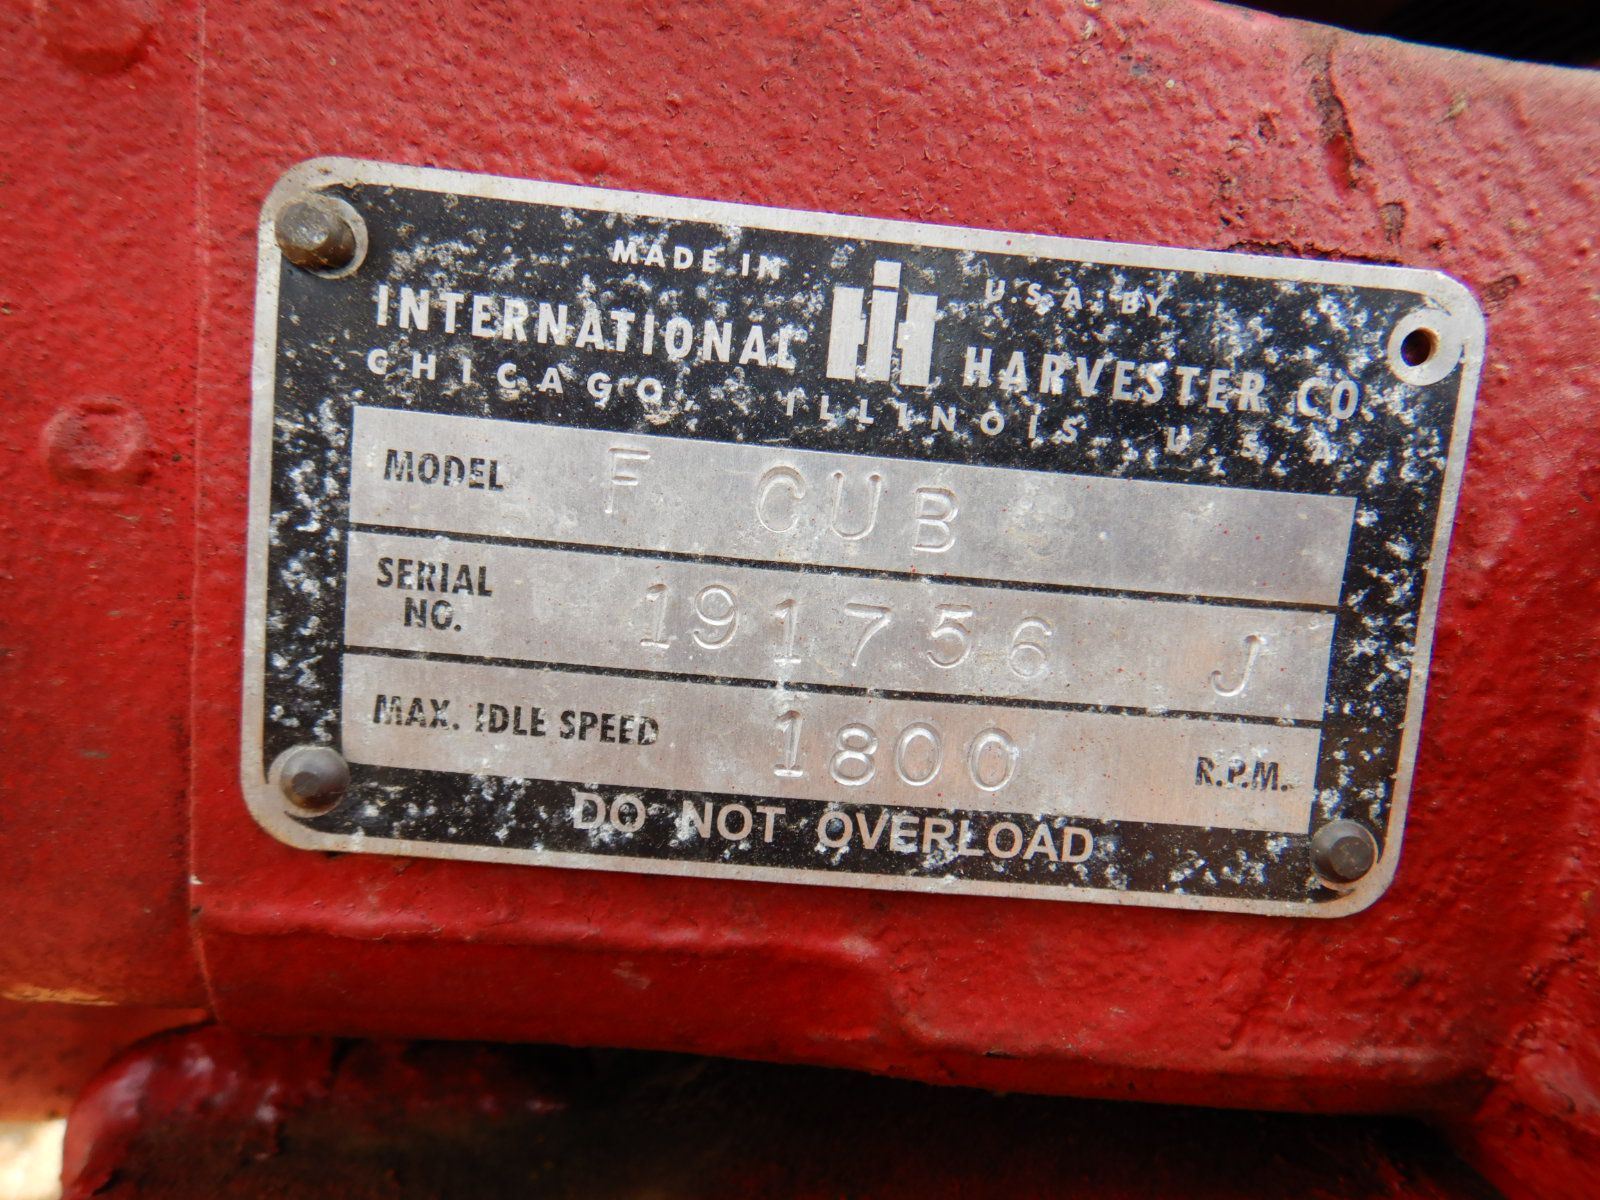 MADE IN IH U.S.A. BY
INTERNATIONAL HARVESTER CO.
CHICAGO, ILLINOIS, U.S.A.
MODEL F CUB
SERIAL NO. 191756 J
MAX. IDLE SPEED 1800 R.P.M.
DO NOT OVERLOAD